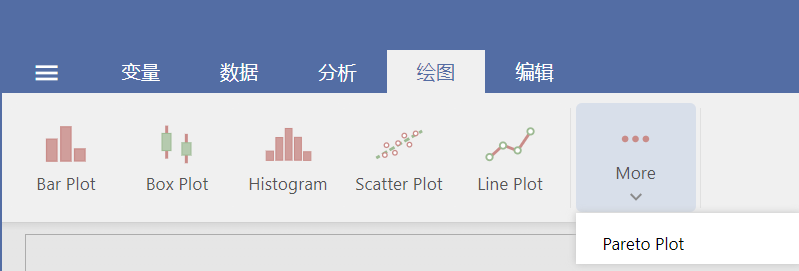 变量 数据 分析 绘图 编辑
Bar Plot Box Plot Histogram Scatter Plot Line Plot More
Pareto Plot